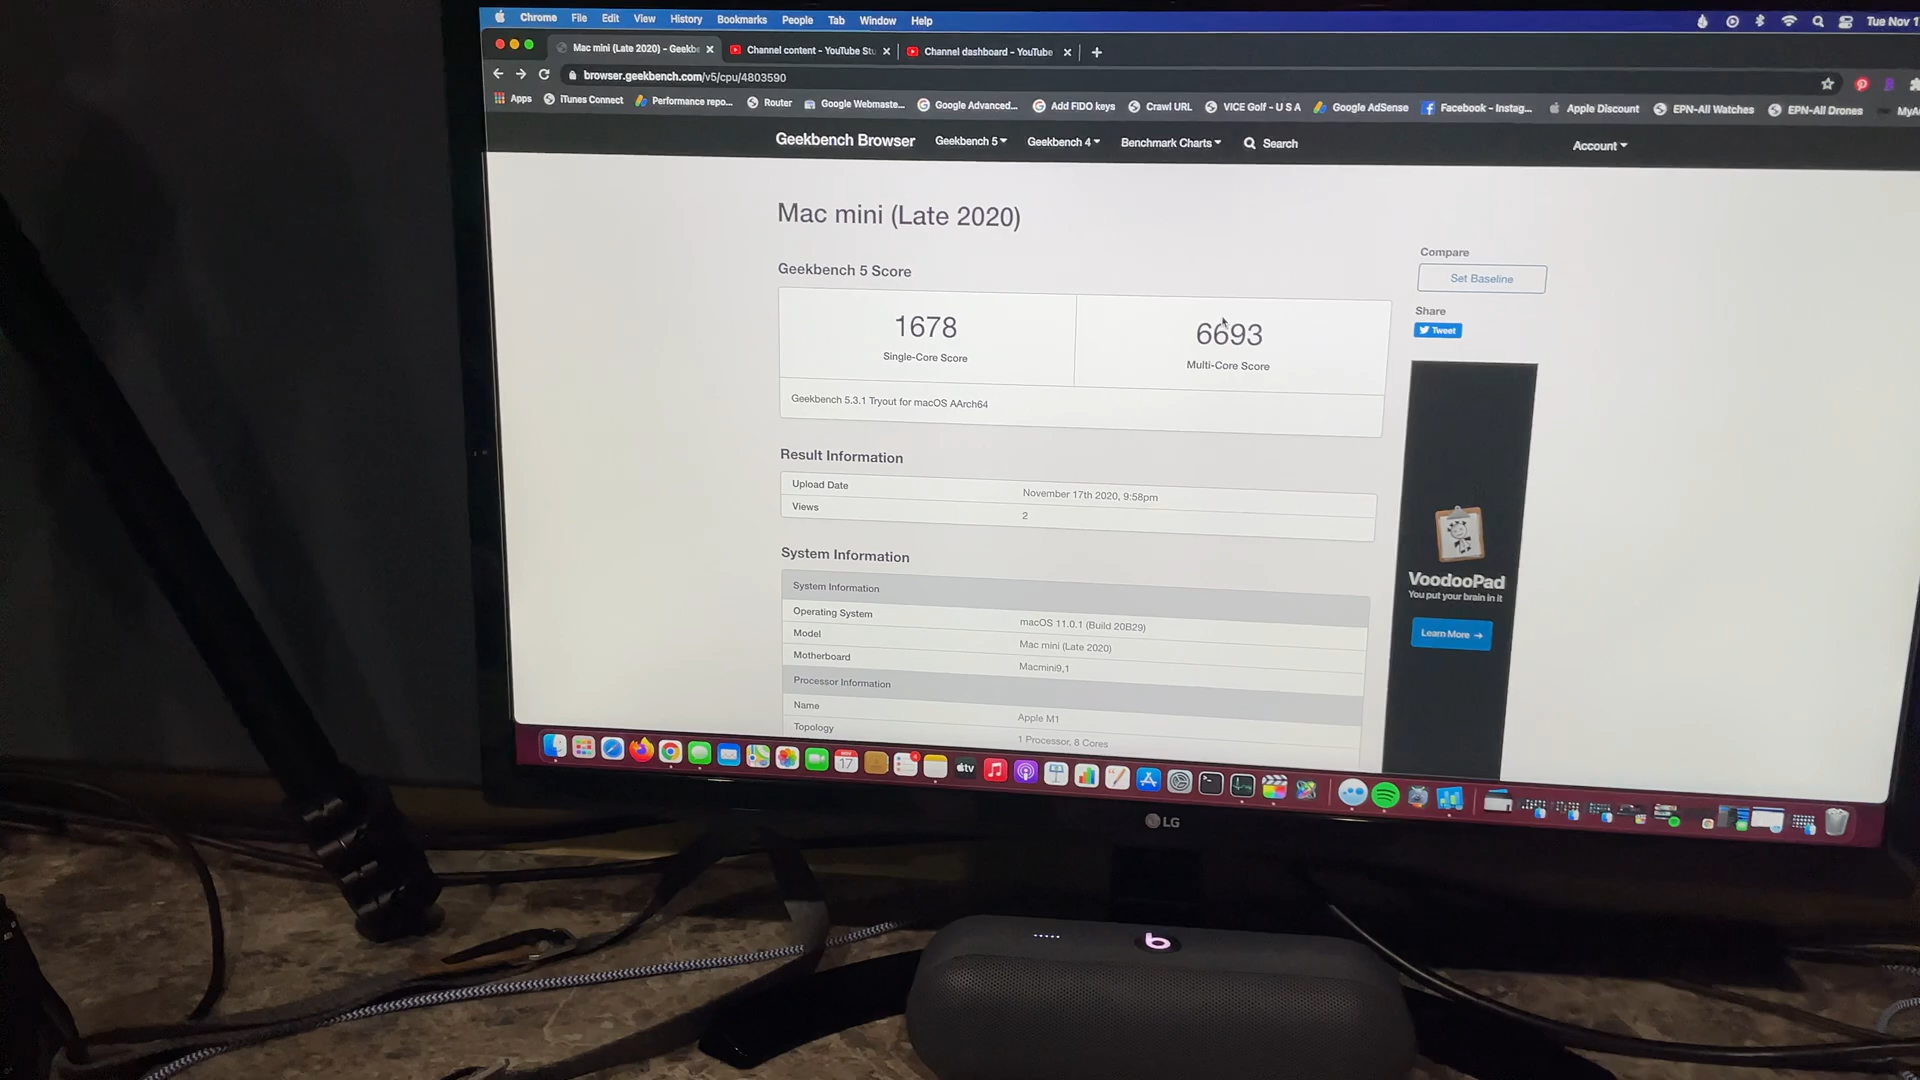 Chrome File Edit View History Bookmarks People Tab Window Help Tue Nov 1
Mac mini (Late 2020) - Geekbe Channel content - YouTube Stu Channel dashboard - YouTube
browser.geekbench.com/v5/cpu/4803590
Apps iTunes Connect Performance repo... Router Google Webmaste... Google Advanced... Add FIDO keys Crawl URL VICE Golf - U S A Google AdSense Facebook - Instag... Apple Discount EPN-All Watches EPN-All Drones MyA
Geekbench Browser Geekbench 5 Geekbench 4 Benchmark Charts Search Account
Mac mini (Late 2020)
Compare
Set Baseline
Geekbench 5 Score
Share
Tweet
1678 6693
Single-Core Score Multi-Core Score
Geekbench 5.3.1 Tryout for macOS AArch64
Result Information
Upload Date November 17th 2020, 9:58pm
Views 2
System Information
System Information
Operating System macOS 11.0.1 (Build 20B29)
Model Mac mini (Late 2020)
Motherboard Macmini9,1
Processor Information
Name Apple M1
Topology 1 Processor, 8 Cores
VoodooPad
You put your brain in it
Learn More →
NOV
17
tv
LG
b